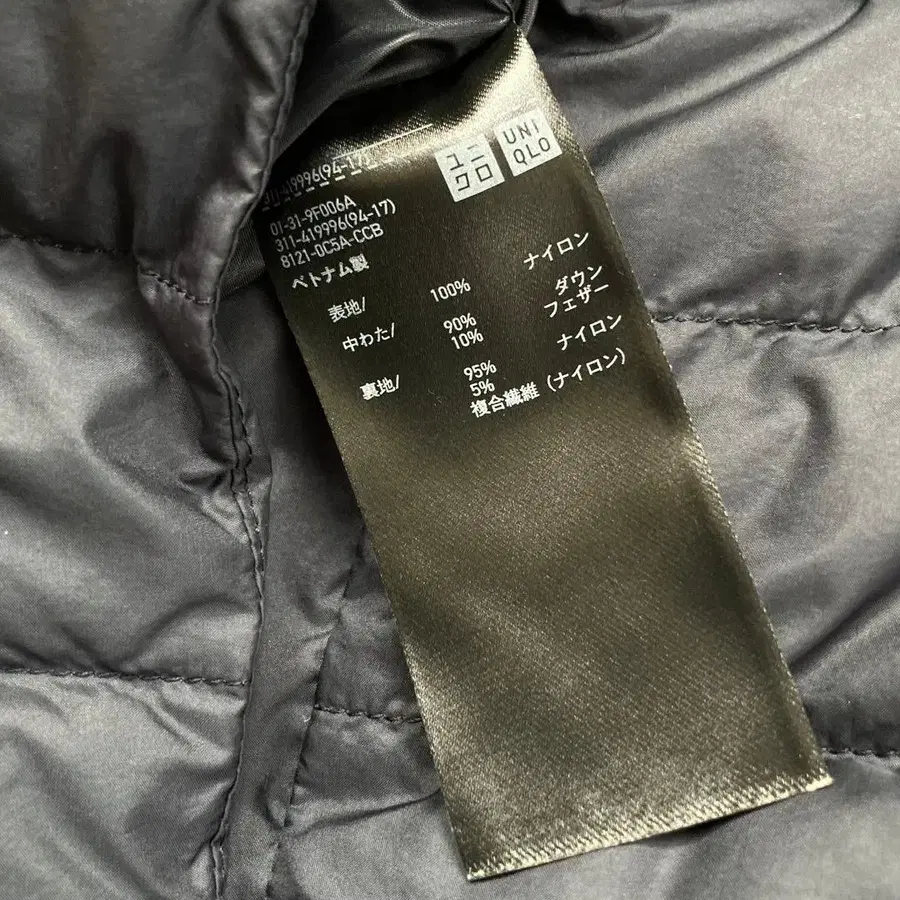 ユニ
クロ
UNI
QLO
311-419996(94-17)
01-31-9F006A
311-419996(94-17)
8121-0C5A-CCB
ベトナム製
表地/ 100% ナイロン
中わた/ 90% ダウン
10% フェザー
裏地/ 95% ナイロン
5% 複合繊維(ナイロン)